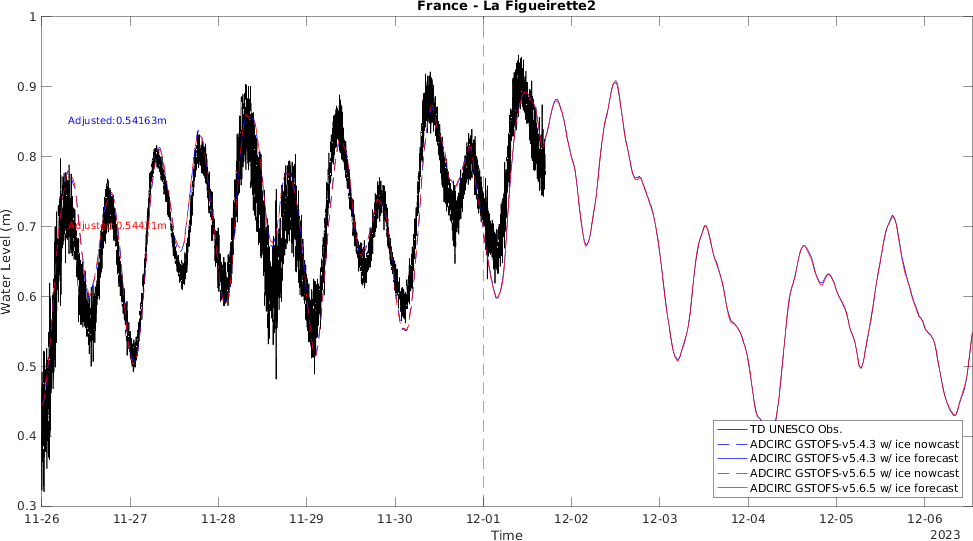 France - La Figueirette2
Water Level (m)
1
0.9
0.8
0.7
0.6
0.5
0.4
0.3
Adjusted:0.54163m
Adjusted:0.54431m
TD UNESCO Obs.
ADCIRC GSTOFS-v5.4.3 w/ ice nowcast
ADCIRC GSTOFS-v5.4.3 w/ ice forecast
ADCIRC GSTOFS-v5.6.5 w/ ice nowcast
ADCIRC GSTOFS-v5.6.5 w/ ice forecast
11-26 11-27 11-28 11-29 11-30 12-01 12-02 12-03 12-04 12-05 12-06
Time
2023